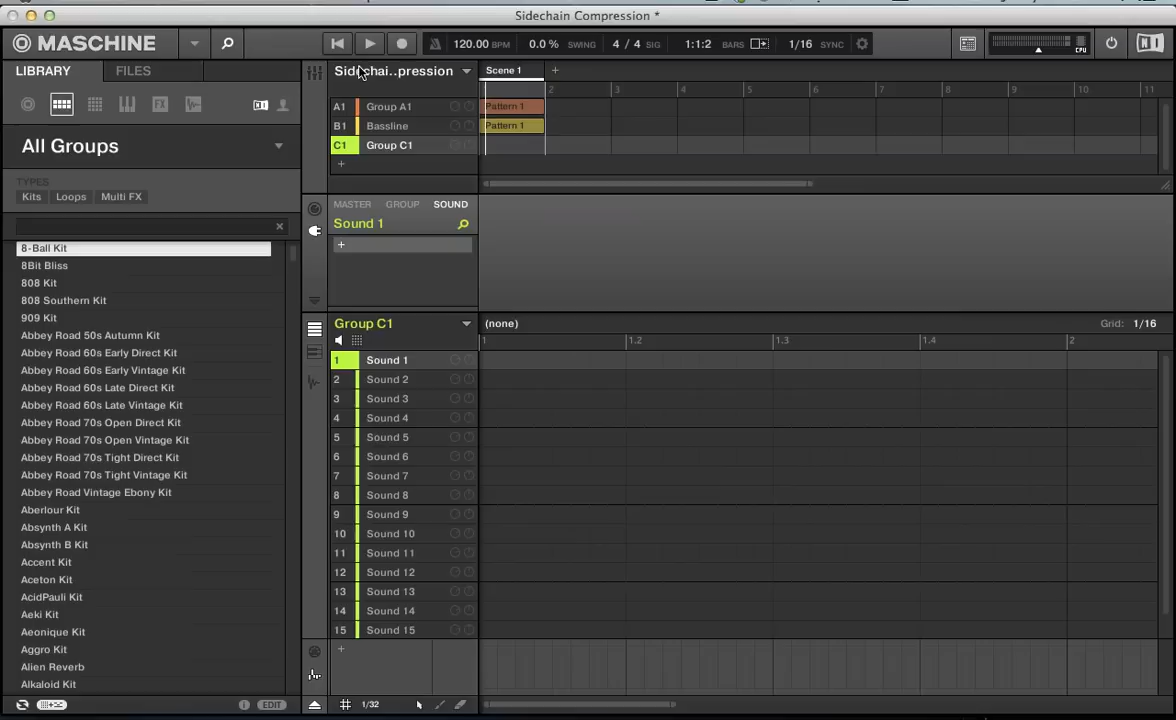 Sidechain Compression *
MASCHINE
120.00 BPM 0.0% SWING 4 / 4 SIG 1:1:2 BARS 1/16 SYNC
CPU
LIBRARY FILES
Sidechai..pression
Scene 1 +
2 3 4 5 6 7 8 9 10 11
A1 Group A1 Pattern 1
B1 Bassline Pattern 1
C1 Group C1
+
All Groups
TYPES
Kits Loops Multi FX
MASTER GROUP SOUND
Sound 1
+
8-Ball Kit
8Bit Bliss
808 Kit
808 Southern Kit
909 Kit
Abbey Road 50s Autumn Kit
Abbey Road 60s Early Direct Kit
Abbey Road 60s Early Vintage Kit
Abbey Road 60s Late Direct Kit
Abbey Road 60s Late Vintage Kit
Abbey Road 70s Open Direct Kit
Abbey Road 70s Open Vintage Kit
Abbey Road 70s Tight Direct Kit
Abbey Road 70s Tight Vintage Kit
Abbey Road Vintage Ebony Kit
Aberlour Kit
Absynth A Kit
Absynth B Kit
Accent Kit
Aceton Kit
AcidPauli Kit
Aeki Kit
Aeonique Kit
Aggro Kit
Alien Reverb
Alkaloid Kit
EDIT
Group C1
(none)
Grid: 1/16
1 1.2 1.3 1.4 2
1 Sound 1
2 Sound 2
3 Sound 3
4 Sound 4
5 Sound 5
6 Sound 6
7 Sound 7
8 Sound 8
9 Sound 9
10 Sound 10
11 Sound 11
12 Sound 12
13 Sound 13
14 Sound 14
15 Sound 15
+
1/32